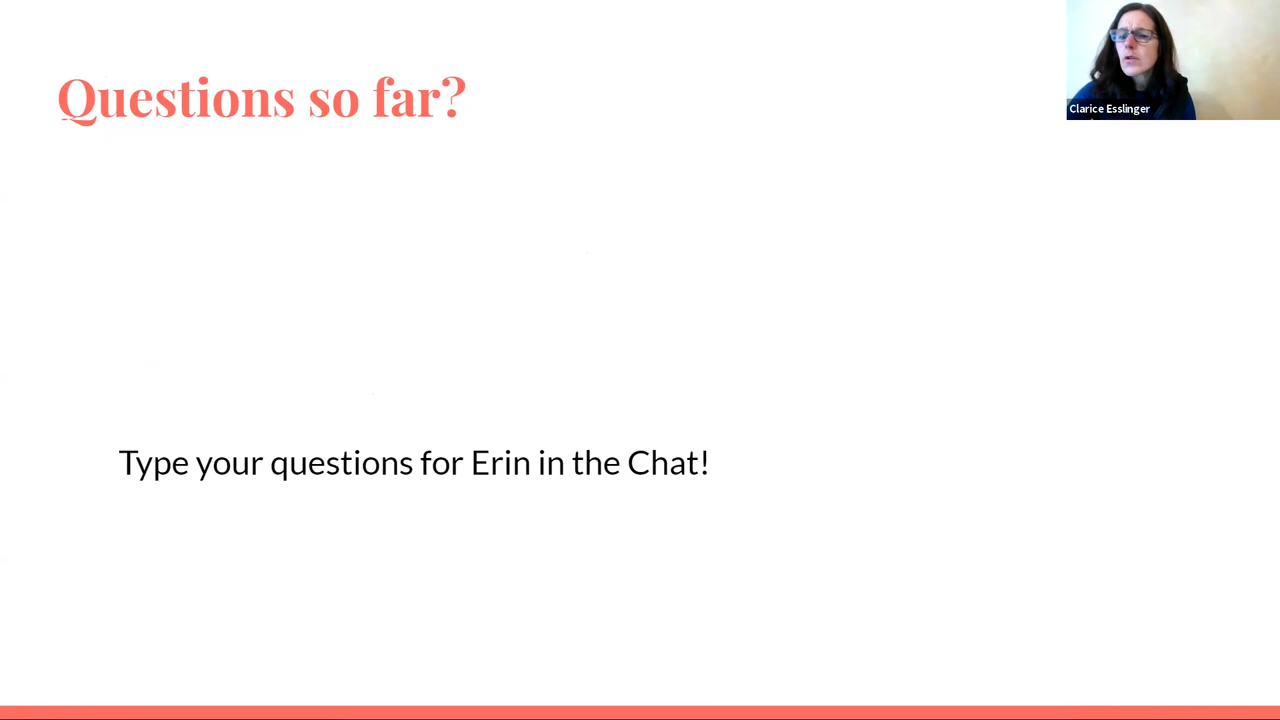 Questions so far?
Clarice Esslinger
Type your questions for Erin in the Chat!